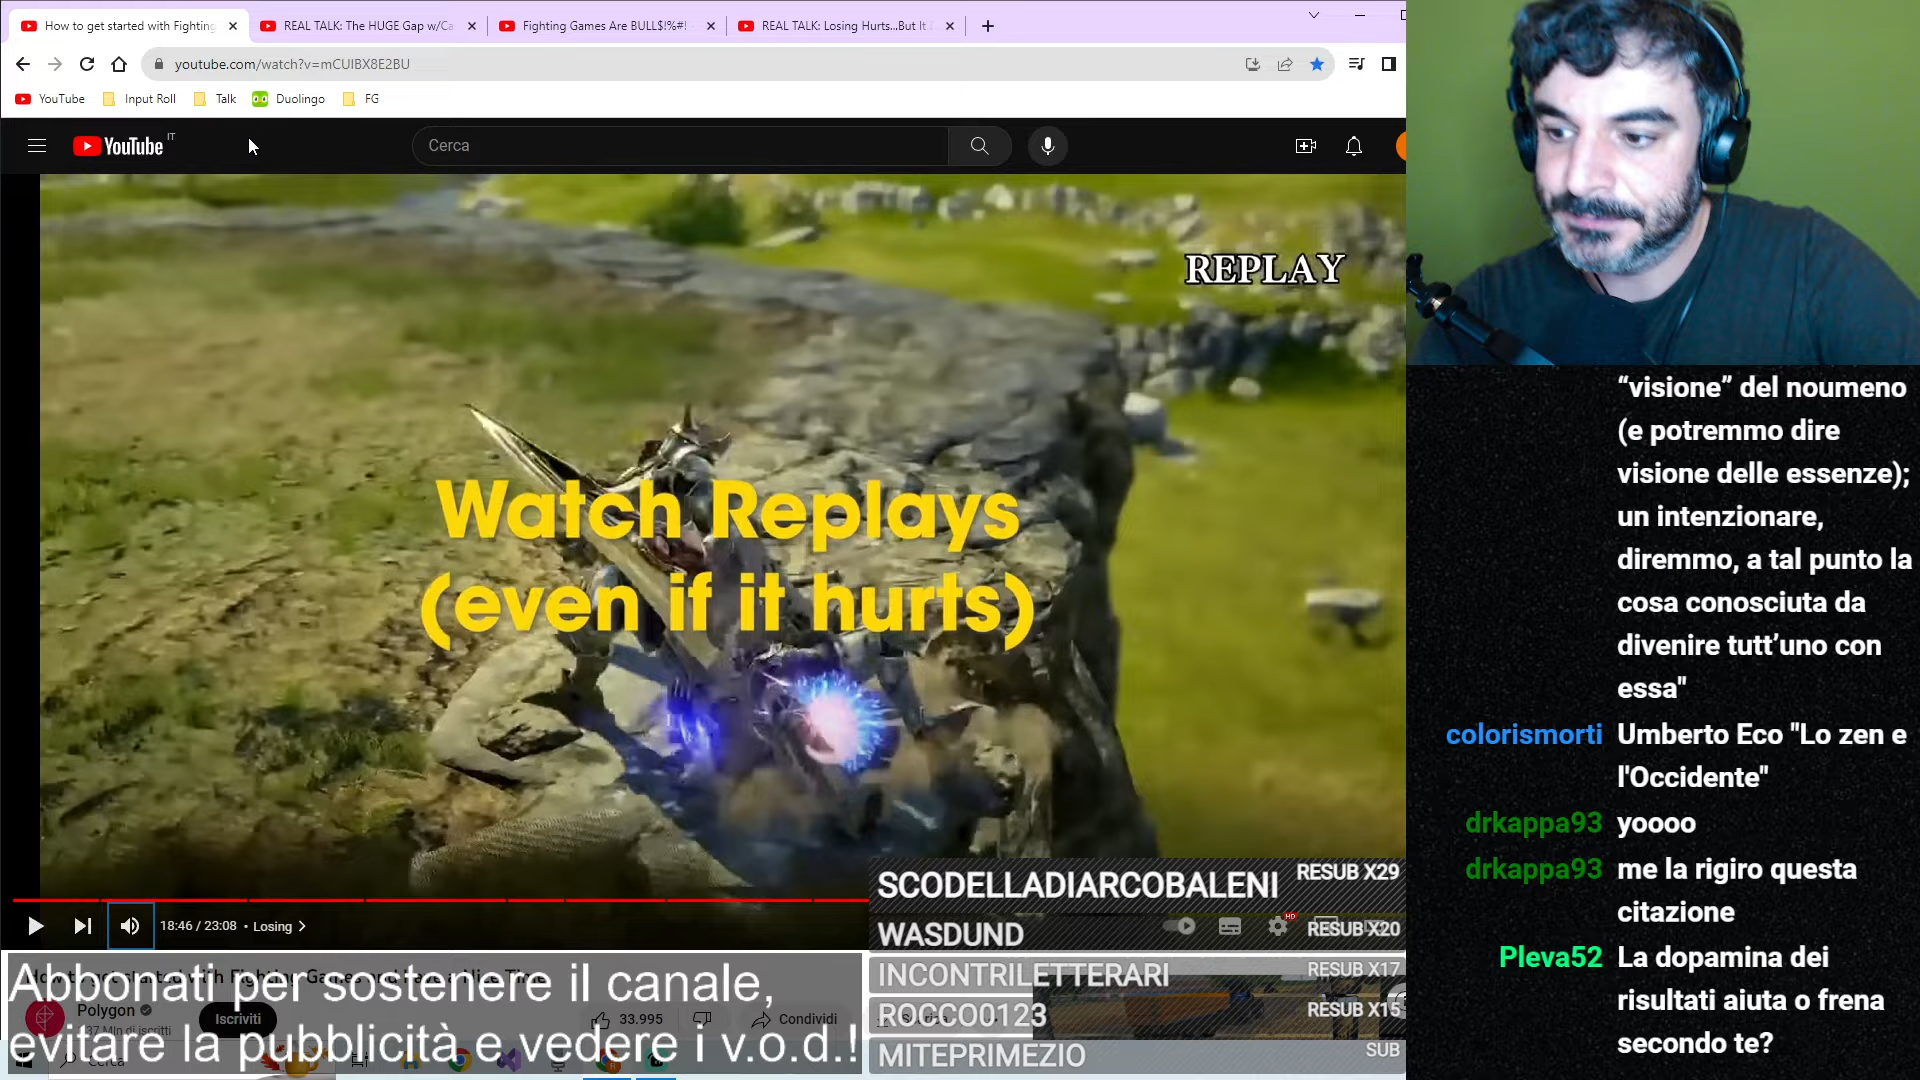 How to get started with Fighting
REAL TALK: The HUGE Gap w/Ca
Fighting Games Are BULL$!%#!
REAL TALK: Losing Hurts...But It
youtube.com/watch?v=mCUIBX8E2BU
YouTube
Input Roll
Talk
Duolingo
FG
YouTube IT
Cerca
REPLAY
Watch Replays
(even if it hurts)
18:46 / 23:08 • Losing
HD
SCODELLADIARCOBALENI RESUB X29
WASDUND RESUB X20
INCONTRILETTERARI RESUB X17
ROCCO0123 RESUB X15
MITEPRIMEZIO SUB
Abbonati per sostenere il canale,
evitare la pubblicità e vedere i v.o.d.!
Polygon
Iscriviti
33.995
Condividi
Cerca
“visione” del noumeno
(e potremmo dire
visione delle essenze);
un intenzionare,
diremmo, a tal punto la
cosa conosciuta da
divenire tutt’uno con
essa"
colorismorti Umberto Eco "Lo zen e
l'Occidente"
drkappa93 yoooo
drkappa93 me la rigiro questa
citazione
Pleva52 La dopamina dei
risultati aiuta o frena
secondo te?